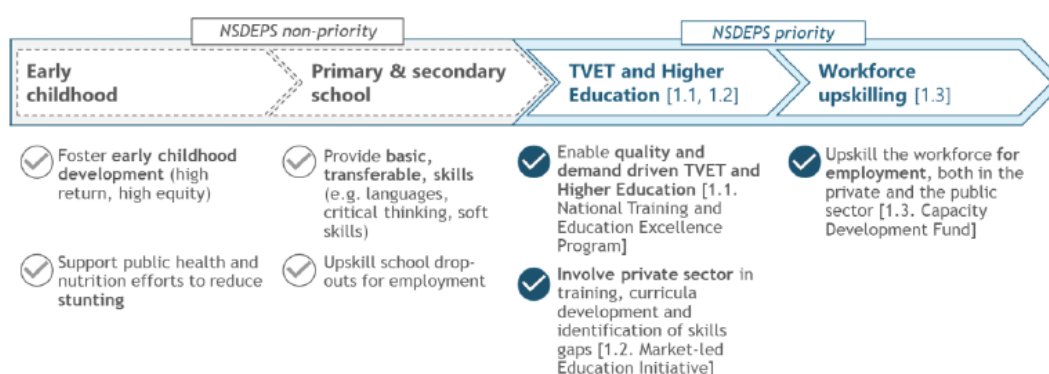 NSDEPS non-priority
NSDEPS priority
Early
childhood
Primary & secondary
school
TVET and Higher
Education [1.1, 1.2]
Workforce
upskilling [1.3]
Foster early childhood
development (high
return, high equity)
Support public health and
nutrition efforts to reduce
stunting
Provide basic,
transferable, skills
(e.g. languages,
critical thinking, soft
skills)
Upskill school drop-
outs for employment
Enable quality and
demand driven TVET and
Higher Education [1.1.
National Training and
Education Excellence
Program]
Involve private sector in
training, curricula
development and
identification of skills
gaps [1.2. Market-led
Education Initiative]
Upskill the workforce for
employment, both in the
private and the public
sector [1.3. Capacity
Development Fund]